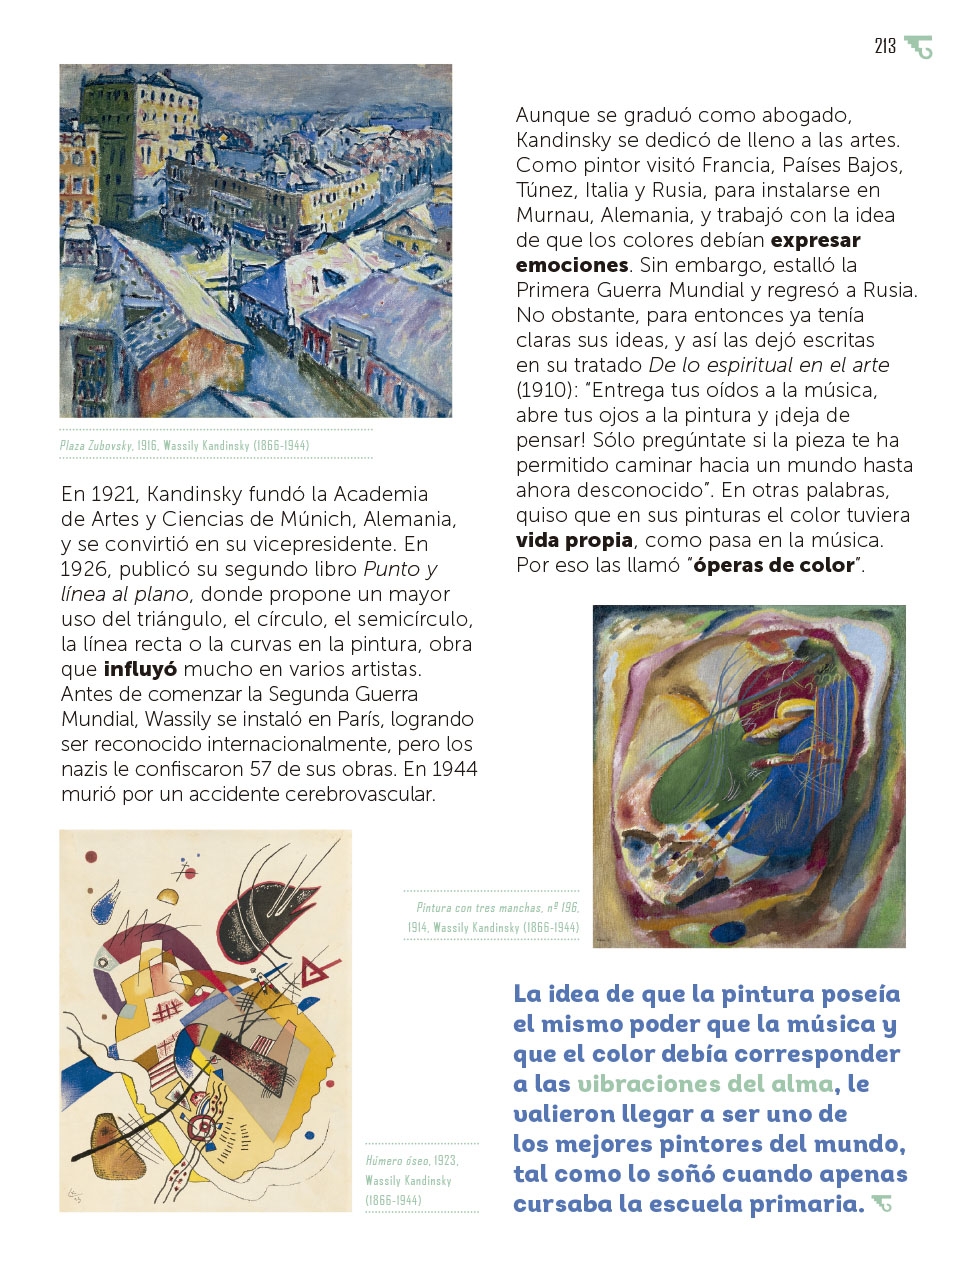 213
Plaza Zubovsky, 1916, Wassily Kandinsky (1866-1944)
En 1921, Kandinsky fundó la Academia
de Artes y Ciencias de Múnich, Alemania,
y se convirtió en su vicepresidente. En
1926, publicó su segundo libro Punto y
línea al plano, donde propone un mayor
uso del triángulo, el círculo, el semicírculo,
la línea recta o la curvas en la pintura, obra
que influyó mucho en varios artistas.
Antes de comenzar la Segunda Guerra
Mundial, Wassily se instaló en París, logrando
ser reconocido internacionalmente, pero los
nazis le confiscaron 57 de sus obras. En 1944
murió por un accidente cerebrovascular.
Húmero óseo, 1923,
Wassily Kandinsky
(1866-1944)
Aunque se graduó como abogado,
Kandinsky se dedicó de lleno a las artes.
Como pintor visitó Francia, Países Bajos,
Túnez, Italia y Rusia, para instalarse en
Murnau, Alemania, y trabajó con la idea
de que los colores debían expresar
emociones. Sin embargo, estalló la
Primera Guerra Mundial y regresó a Rusia.
No obstante, para entonces ya tenía
claras sus ideas, y así las dejó escritas
en su tratado De lo espiritual en el arte
(1910): “Entrega tus oídos a la música,
abre tus ojos a la pintura y ¡deja de
pensar! Sólo pregúntate si la pieza te ha
permitido caminar hacia un mundo hasta
ahora desconocido”. En otras palabras,
quiso que en sus pinturas el color tuviera
vida propia, como pasa en la música.
Por eso las llamó “óperas de color”.
Pintura con tres manchas, nº 196,
1914, Wassily Kandinsky (1866-1944)
La idea de que la pintura poseía
el mismo poder que la música y
que el color debía corresponder
a las vibraciones del alma, le
valieron llegar a ser uno de
los mejores pintores del mundo,
tal como lo soñó cuando apenas
cursaba la escuela primaria.